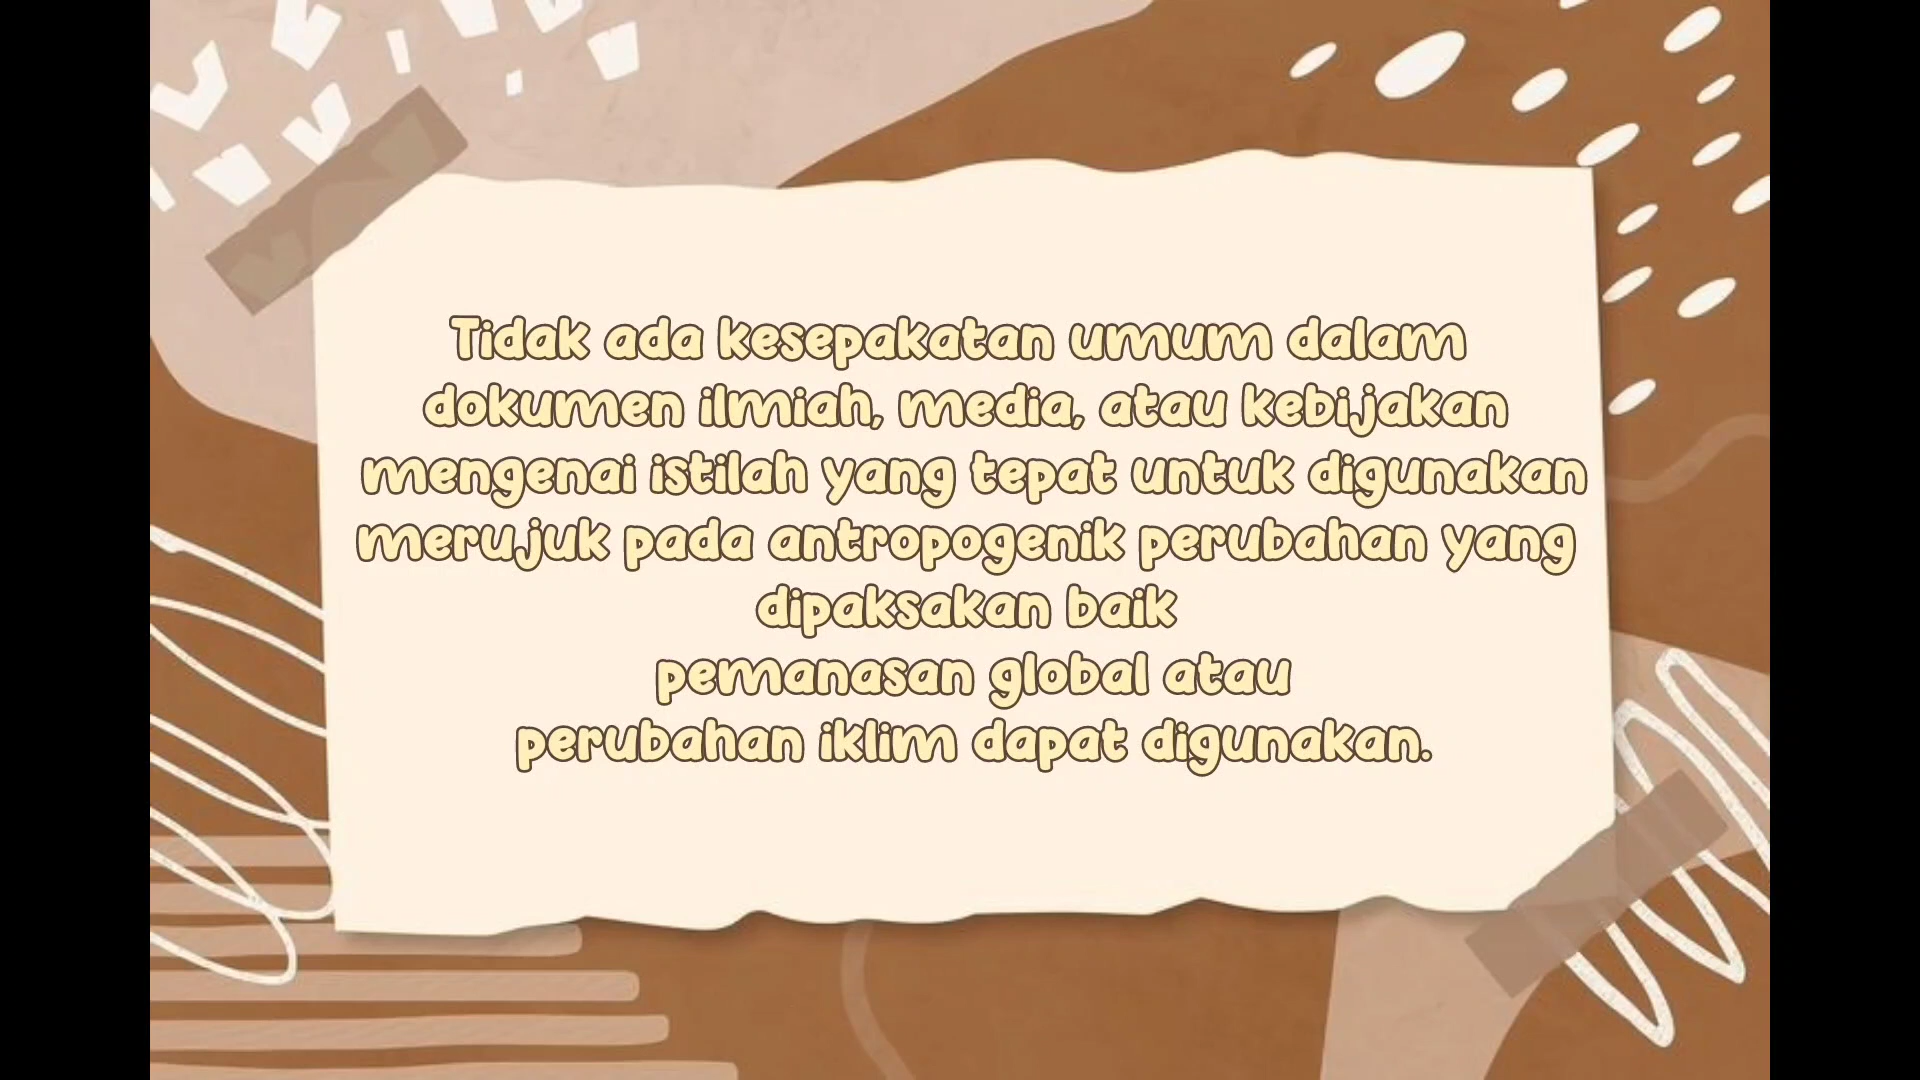 Tidak ada kesepakatan umum dalam
dokumen ilmiah, media, atau kebijakan
mengenai istilah yang tepat untuk digunakan
merujuk pada antropogenik perubahan yang
dipaksakan baik
pemanasan global atau
perubahan iklim dapat digunakan.